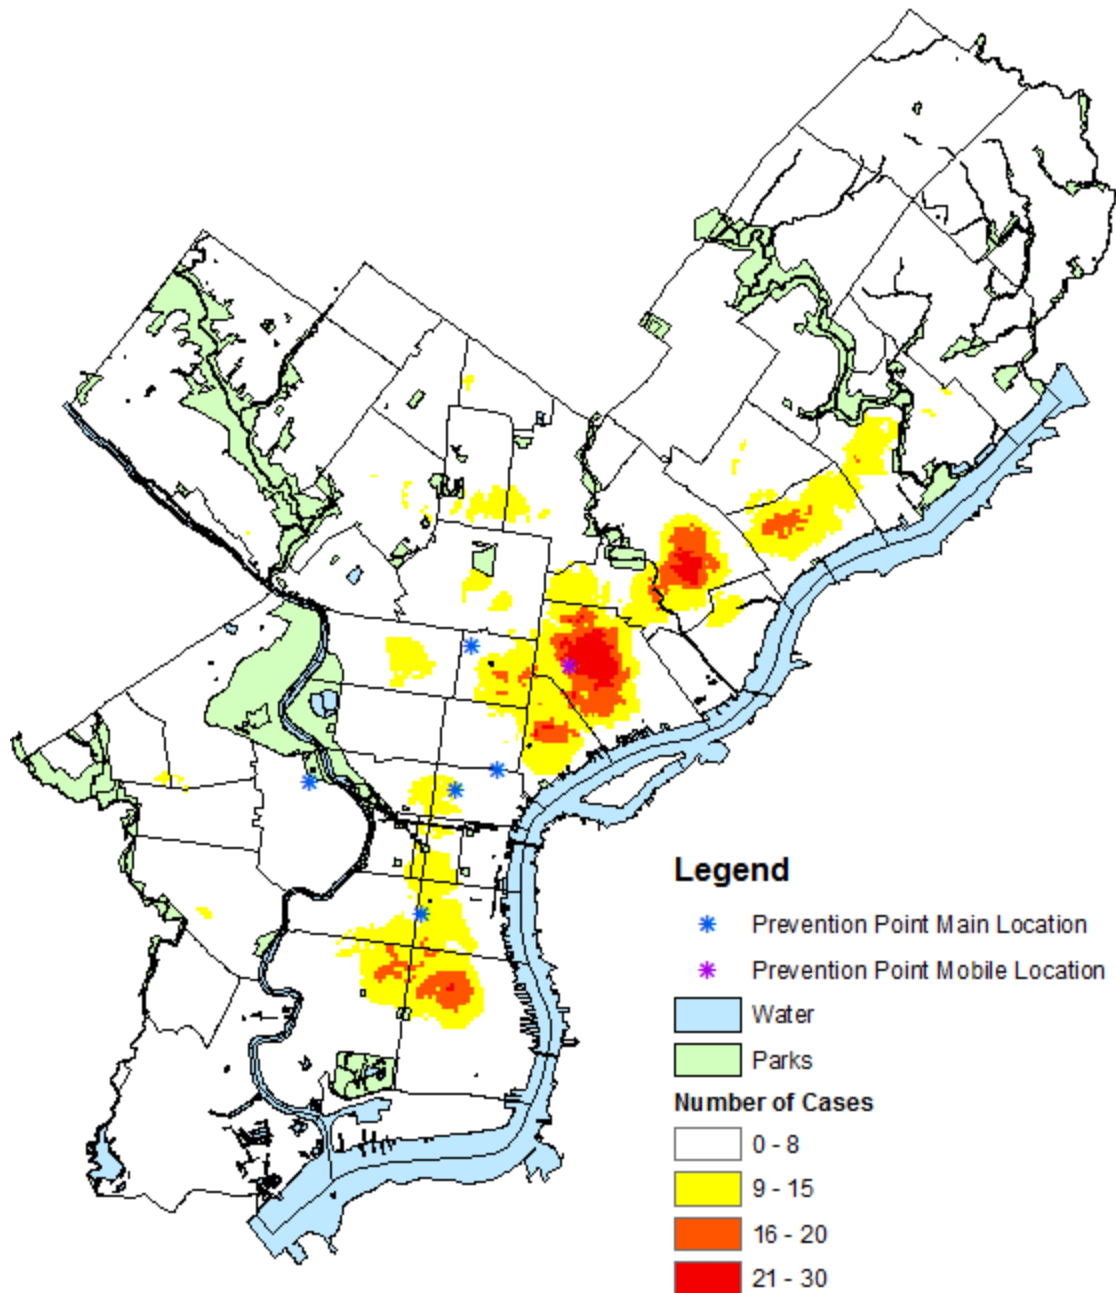 Legend
Prevention Point Main Location
Prevention Point Mobile Location
Water
Parks
Number of Cases
0 - 8
9 - 15
16 - 20
21 - 30